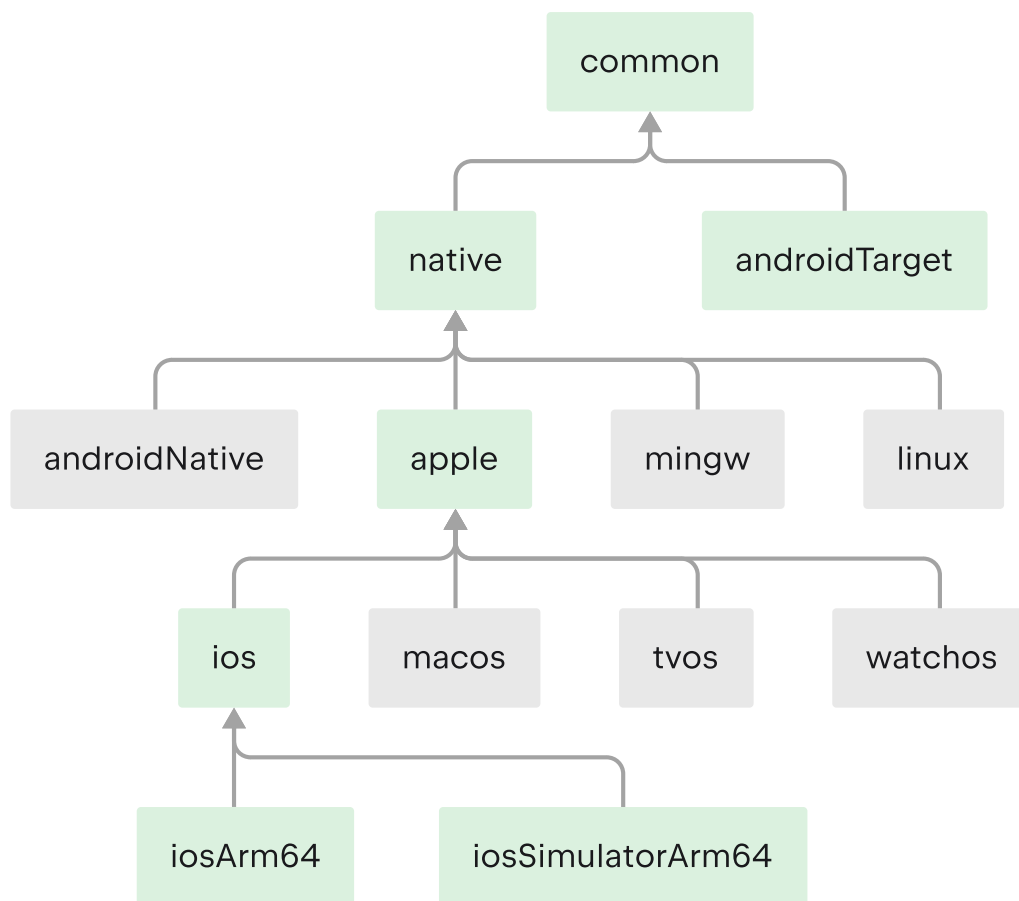 common
native
androidTarget
androidNative
apple
mingw
linux
ios
macos
tvos
watchos
iosArm64
iosSimulatorArm64